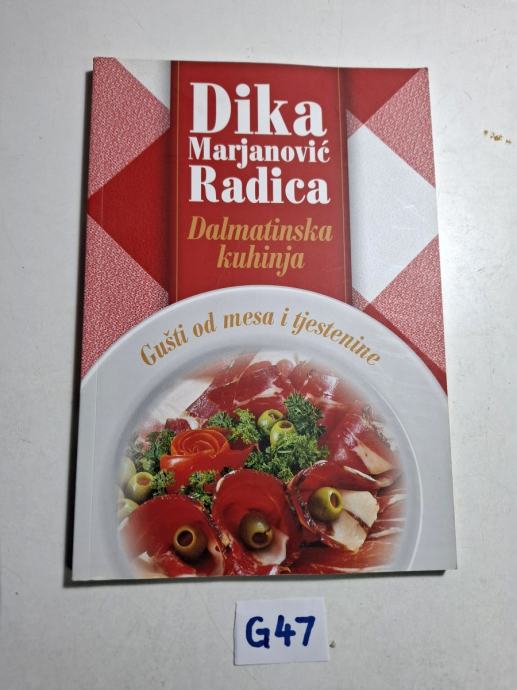 Dika
Marjanović
Radica
Dalmatinska
kuhinja
Gušti od mesa i tjestenine
G47